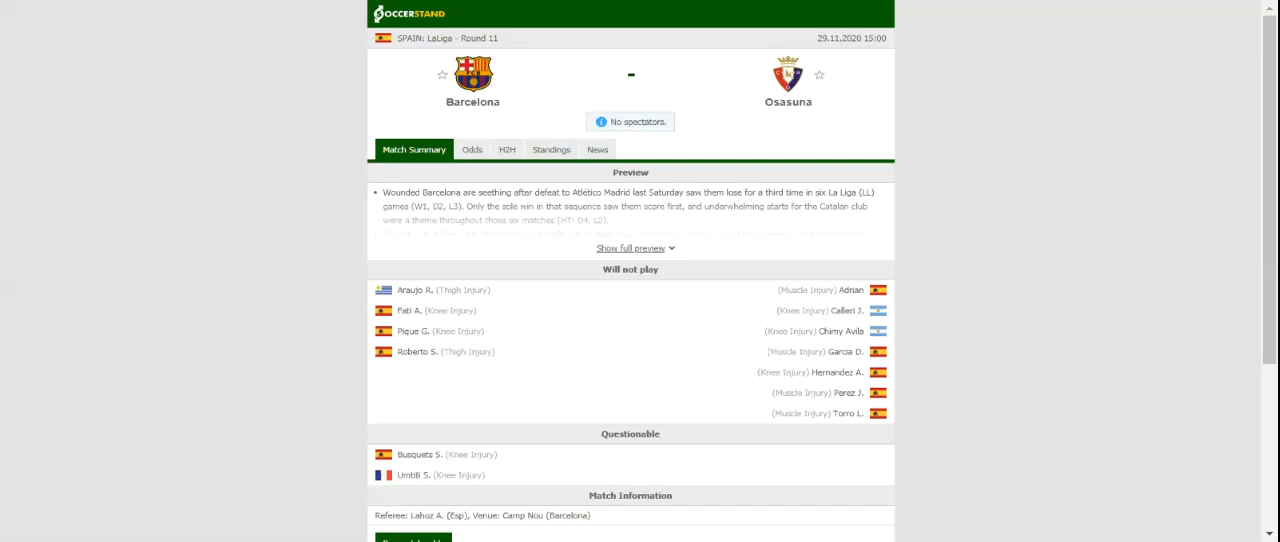 SOCCERSTAND
SPAIN: LaLiga - Round 11 29.11.2020 15:00
-
Barcelona Osasuna
No spectators.
Match Summary Odds H2H Standings News
Preview
• Wounded Barcelona are seething after defeat to Atlético Madrid last Saturday saw them lose for a third time in six La Liga (LL)
games (W1, D2, L3). Only the sole win in that sequence saw them score first, and underwhelming starts for the Catalan club
were a theme throughout those six matches (HT: D4, L2).
Show full preview
Will not play
Araujo R. (Thigh Injury) (Muscle Injury) Adrian
Fati A. (Knee Injury) (Knee Injury) Calleri J.
Pique G. (Knee Injury) (Knee Injury) Chimy Avila
Roberto S. (Thigh Injury) (Muscle Injury) Garcia D.
(Knee Injury) Hernandez A.
(Muscle Injury) Perez J.
(Muscle Injury) Torro L.
Questionable
Busquets S. (Knee Injury)
Umtiti S. (Knee Injury)
Match Information
Referee: Lahoz A. (Esp), Venue: Camp Nou (Barcelona)